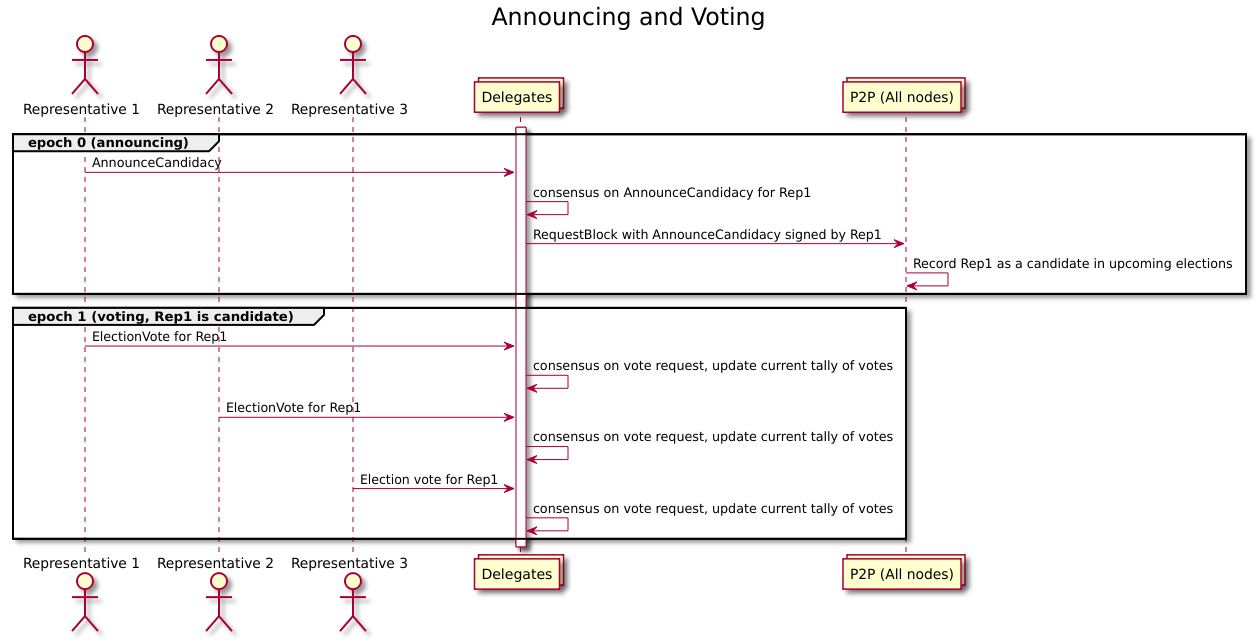 Announcing and Voting
Representative 1 Representative 2 Representative 3 Delegates P2P (All nodes)
epoch 0 (announcing)
AnnounceCandidacy
consensus on AnnounceCandidacy for Rep1
RequestBlock with AnnounceCandidacy signed by Rep1
Record Rep1 as a candidate in upcoming elections
epoch 1 (voting, Rep1 is candidate)
ElectionVote for Rep1
consensus on vote request, update current tally of votes
ElectionVote for Rep1
consensus on vote request, update current tally of votes
Election vote for Rep1
consensus on vote request, update current tally of votes
Representative 1 Representative 2 Representative 3 Delegates P2P (All nodes)